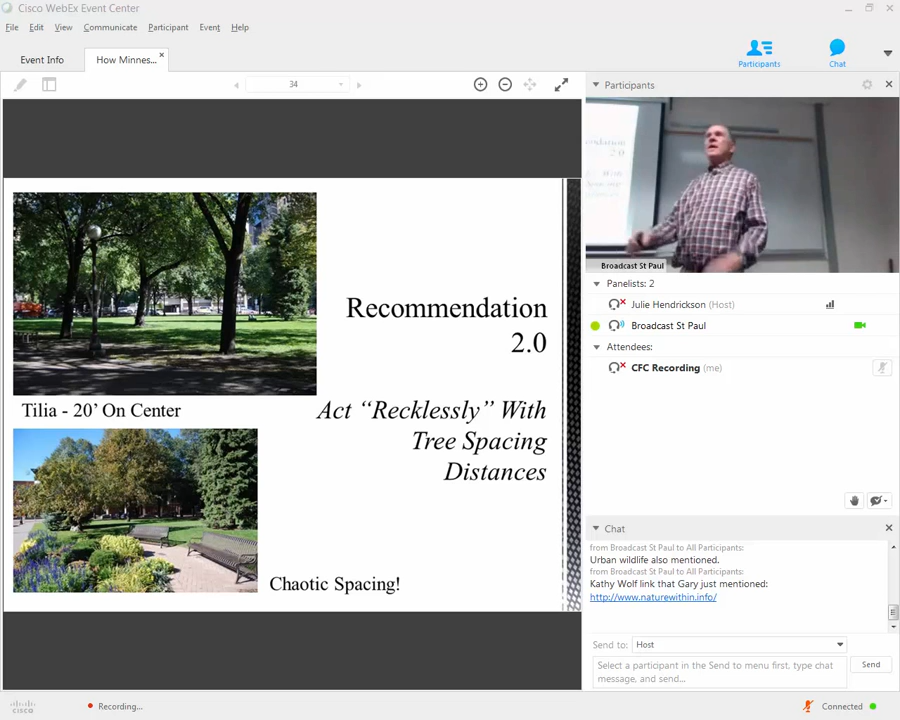 Cisco WebEx Event Center
File Edit View Communicate Participant Event Help
Event Info
How Minnes...
Participants
Chat
34
Participants
Recommendation
2.0
Act “Recklessly” With
Tree Spacing
Distances
Tilia - 20’ On Center
Chaotic Spacing!
2.0
Broadcast St Paul
Panelists: 2
Julie Hendrickson (Host)
Broadcast St Paul
Attendees:
CFC Recording (me)
Chat
from Broadcast St Paul to All Participants:
Urban wildlife also mentioned.
from Broadcast St Paul to All Participants:
Kathy Wolf link that Gary just mentioned:
http://www.naturewithin.info/
Send to: Host
Select a participant in the Send to menu first, type chat
message, and send...
Send
cisco
Recording...
Connected